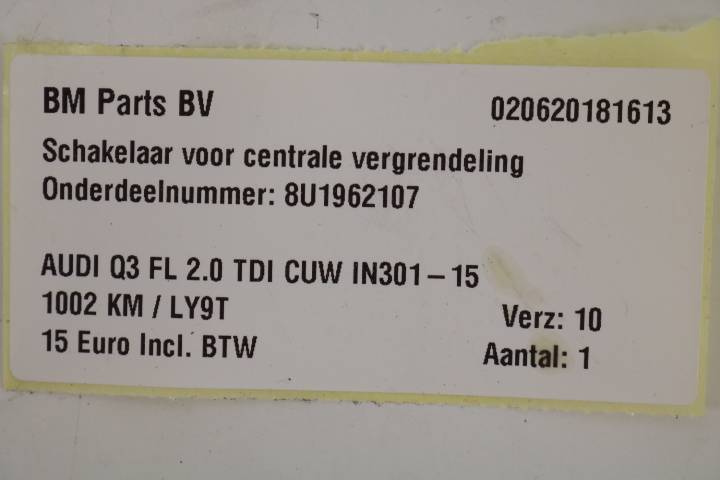 BM Parts BV 020620181613
Schakelaar voor centrale vergrendeling
Onderdeelnummer: 8U1962107
AUDI Q3 FL 2.0 TDI CUW IN301-15
1002 KM / LY9T Verz: 10
15 Euro Incl. BTW Aantal: 1